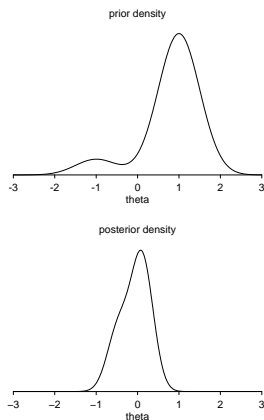 prior density
-3 -2 -1 0 1 2 3
theta
posterior density
−3 −2 −1 0 1 2 3
theta